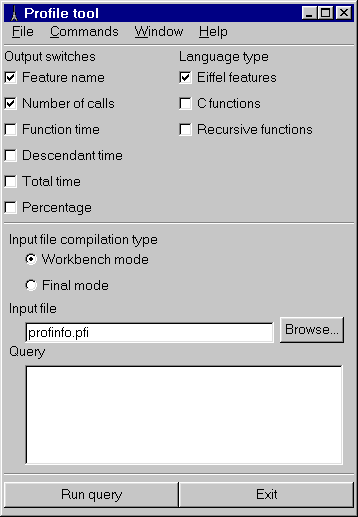 Profile tool
File Commands Window Help
Output switches
Feature name
Number of calls
Function time
Descendant time
Total time
Percentage
Language type
Eiffel features
C functions
Recursive functions
Input file compilation type
Workbench mode
Final mode
Input file
profinfo.pfi
Browse...
Query
Run query
Exit